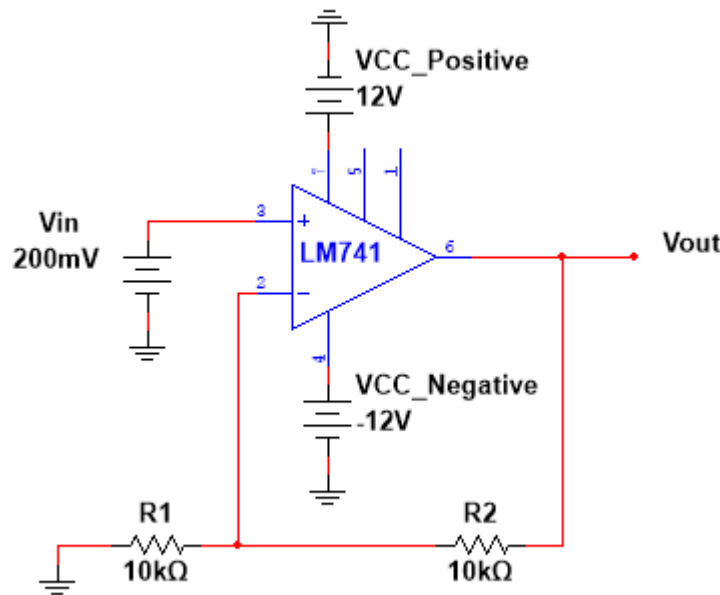 VCC_Positive
12V
7
5
1
Vin
200mV
3
+
LM741
6
Vout
2
−
4
VCC_Negative
-12V
R1
10kΩ
R2
10kΩ